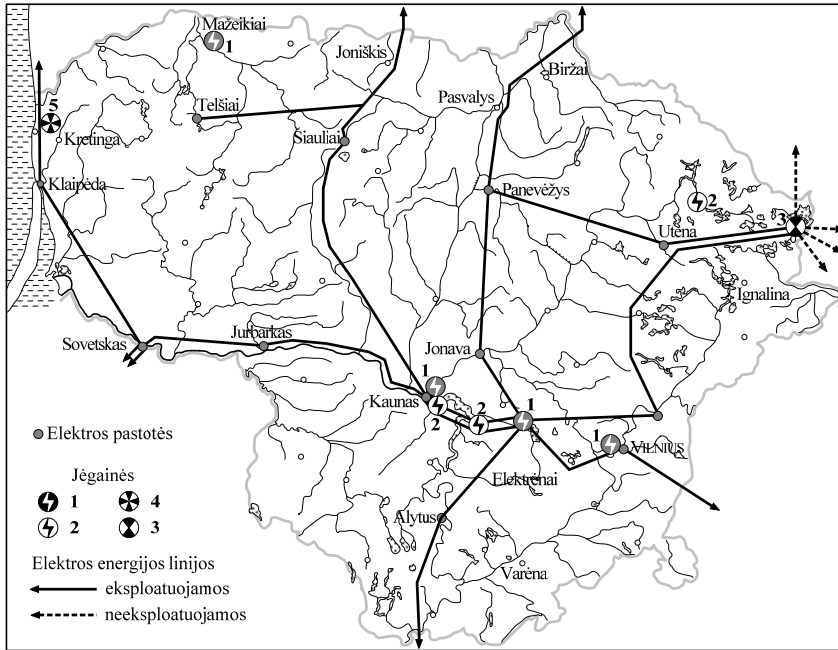 Mažeikiai
1
Joniškis
Biržai
Telšiai
Pasvalys
5
Kretinga
Šiauliai
Klaipėda
Panevėžys
2
3
Utena
Ignalina
Sovetskas
Jurbarkas
Jonava
1
Kaunas
2
2
1
1
VILNIUS
Elektrėnai
Alytus
Varėna
Elektros pastotės
Jėgainės
1
4
2
3
Elektros energijos linijos
eksploatuojamos
neeksploatuojamos